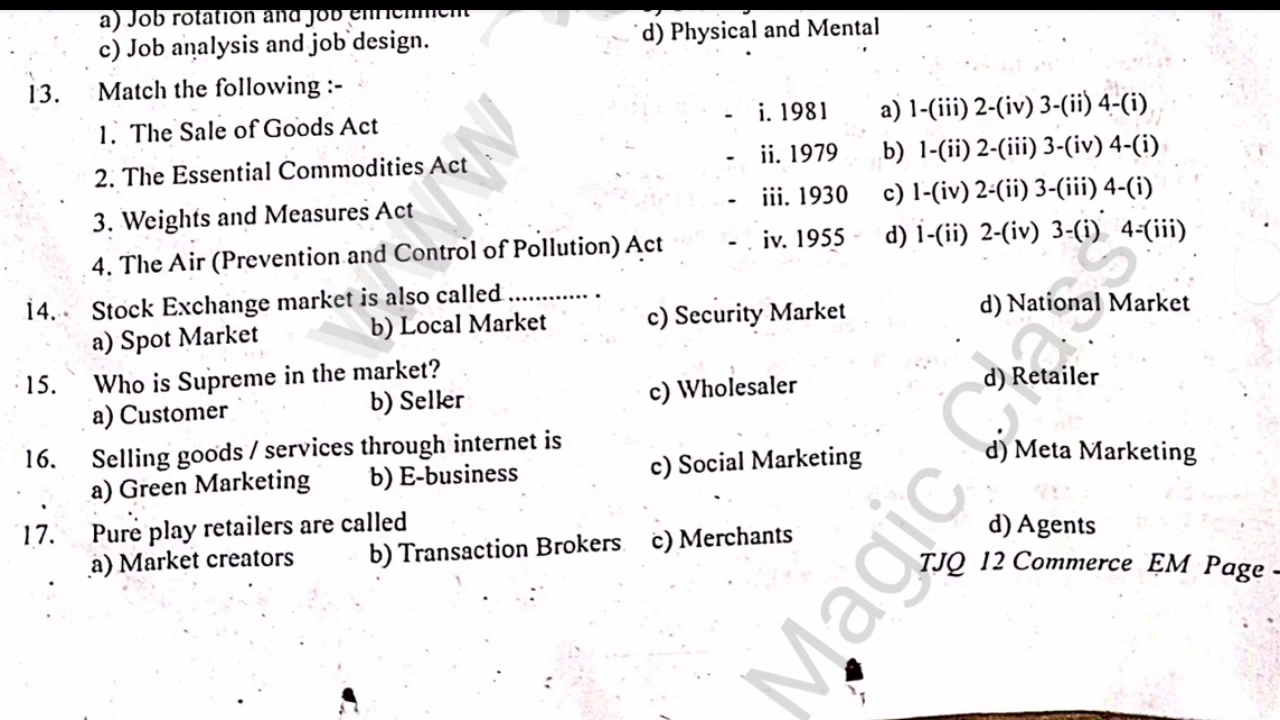 a) Job rotation and job enrichment
c) Job analysis and job design. d) Physical and Mental
13. Match the following :-
1. The Sale of Goods Act - i. 1981 a) 1-(iii) 2-(iv) 3-(ii) 4-(i)
2. The Essential Commodities Act - ii. 1979 b) 1-(ii) 2-(iii) 3-(iv) 4-(i)
3. Weights and Measures Act - iii. 1930 c) 1-(iv) 2-(ii) 3-(iii) 4-(i)
4. The Air (Prevention and Control of Pollution) Act - iv. 1955 d) 1-(ii) 2-(iv) 3-(i) 4-(iii)
14. Stock Exchange market is also called ............ .
a) Spot Market b) Local Market c) Security Market d) National Market
15. Who is Supreme in the market?
a) Customer b) Seller c) Wholesaler d) Retailer
16. Selling goods / services through internet is
a) Green Marketing b) E-business c) Social Marketing d) Meta Marketing
17. Pure play retailers are called
a) Market creators b) Transaction Brokers c) Merchants d) Agents
TJQ 12 Commerce EM Page -
www
Magic Class